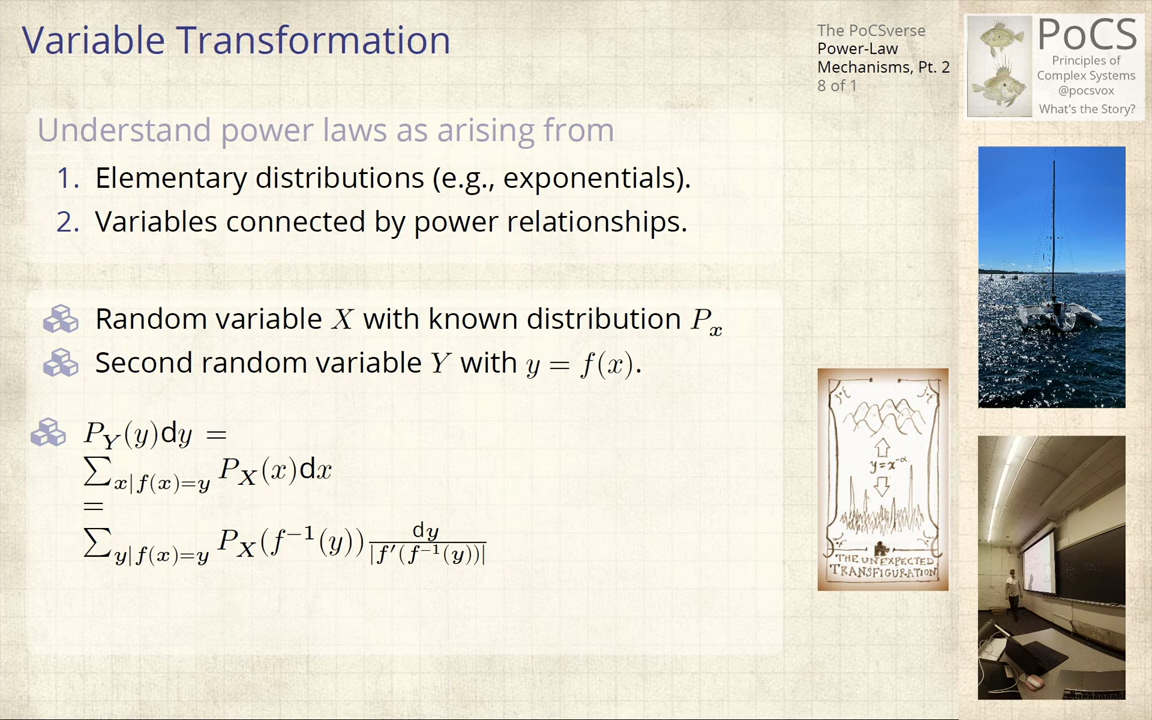 Variable Transformation
The PoCSverse
Power-Law
Mechanisms, Pt. 2
8 of 1
PoCS
Principles of
Complex Systems
@pocsvox
What's the Story?
Understand power laws as arising from
1. Elementary distributions (e.g., exponentials).
2. Variables connected by power relationships.
Random variable X with known distribution P_x
Second random variable Y with y = f(x).
P_Y(y)dy =
∑_{x|f(x)=y} P_X(x)dx
=
∑_{y|f(x)=y} P_X(f^{-1}(y)) \frac{dy}{|f'(f^{-1}(y))|}
y=x^{-α}
THE UNEXPECTED
TRANSFIGURATION